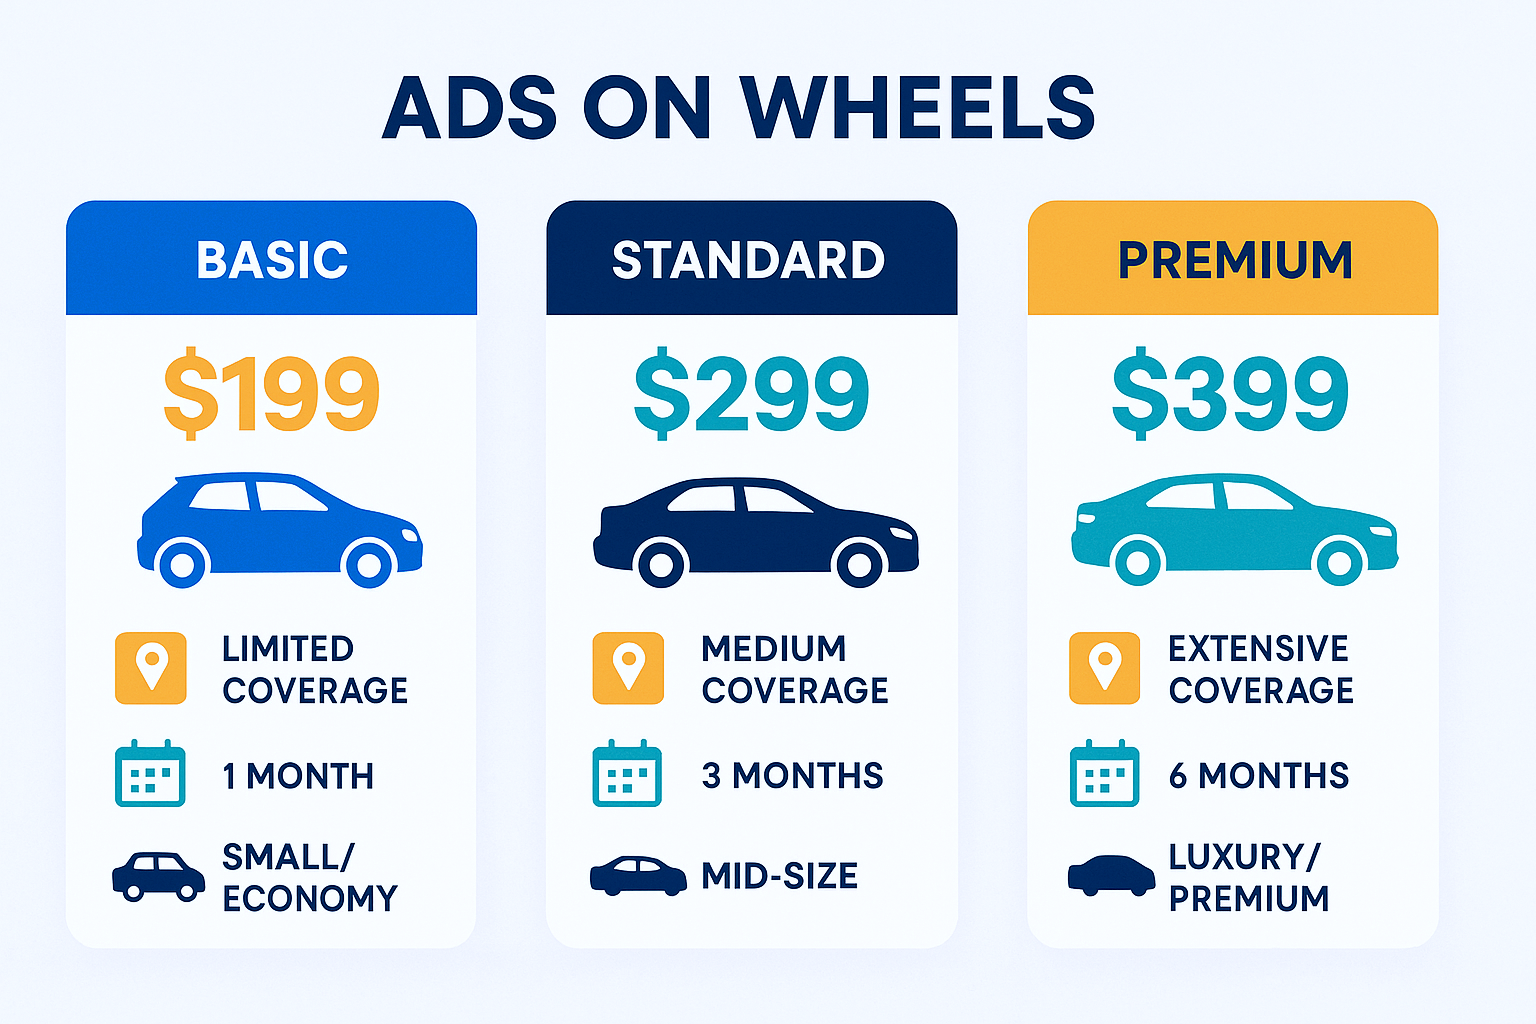 ADS ON WHEELS
BASIC
$199
LIMITED
COVERAGE
1 MONTH
SMALL/
ECONOMY
STANDARD
$299
MEDIUM
COVERAGE
3 MONTHS
MID-SIZE
PREMIUM
$399
EXTENSIVE
COVERAGE
6 MONTHS
LUXURY/
PREMIUM